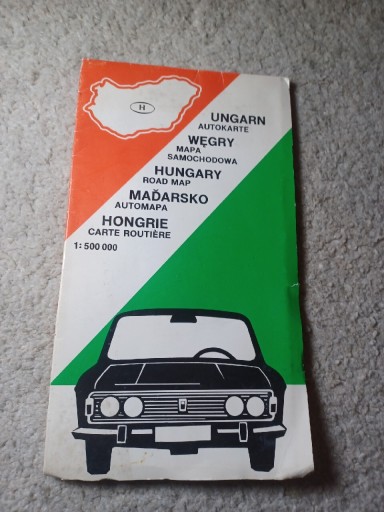 H
UNGARN
AUTOKARTE
WĘGRY
MAPA
SAMOCHODOWA
HUNGARY
ROAD MAP
MAĎARSKO
AUTOMAPA
HONGRIE
CARTE ROUTIÈRE
1:500 000